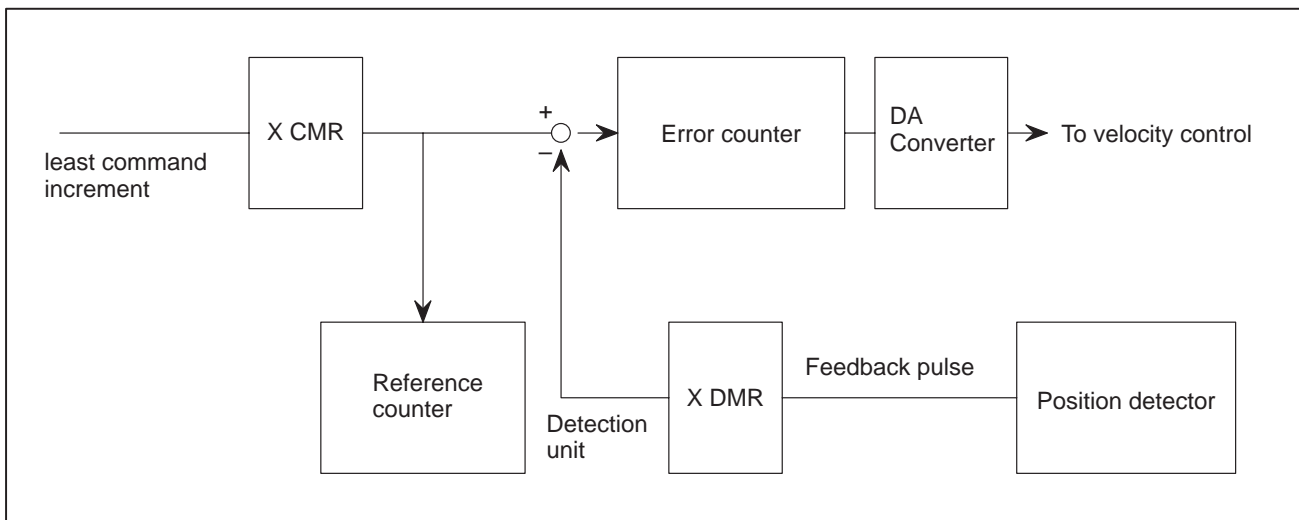 least command
increment
X CMR
+
−
Error counter
DA
Converter
To velocity control
Reference
counter
Detection
unit
X DMR
Feedback pulse
Position detector